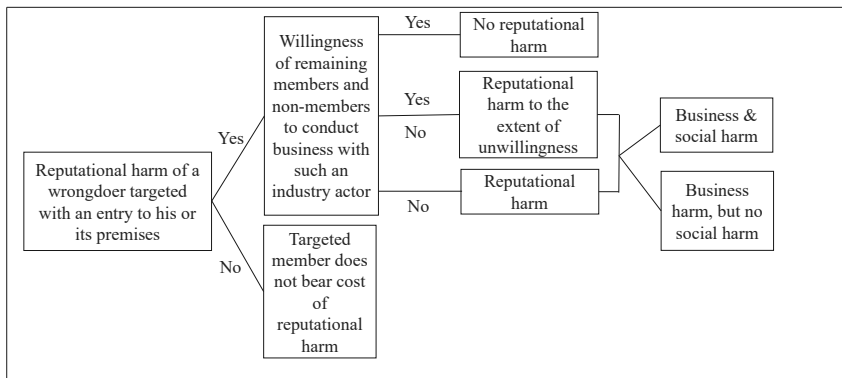 Reputational harm of a
wrongdoer targeted
with an entry to his or
its premises
Yes
No
Willingness
of remaining
members and
non-members
to conduct
business with
such an
industry actor
Targeted
member does
not bear cost
of
reputational
harm
Yes
No reputational
harm
Yes
No
Reputational
harm to the
extent of
unwillingness
No
Reputational
harm
Business &
social harm
Business
harm, but no
social harm